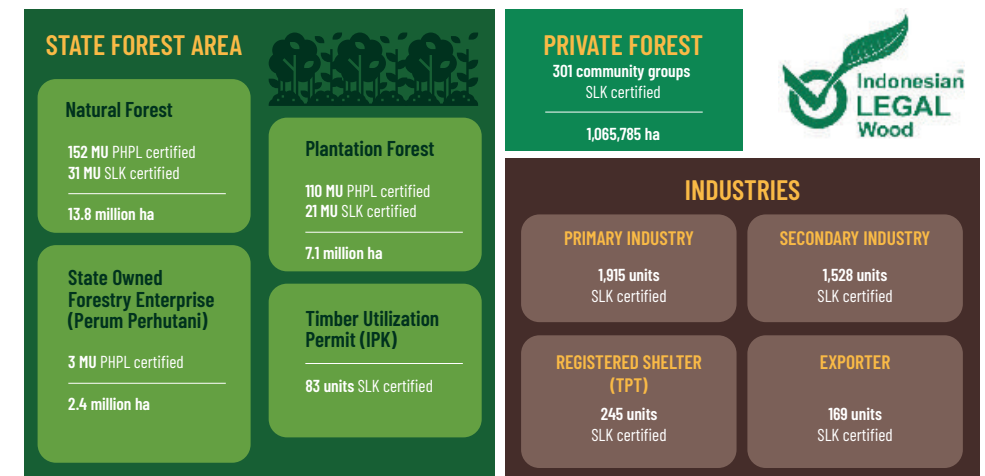 STATE FOREST AREA
Natural Forest
152 MU PHPL certified
31 MU SLK certified
13.8 million ha
Plantation Forest
110 MU PHPL certified
21 MU SLK certified
7.1 million ha
State Owned
Forestry Enterprise
(Perum Perhutani)
3 MU PHPL certified
2.4 million ha
Timber Utilization
Permit (IPK)
83 units SLK certified
PRIVATE FOREST
301 community groups
SLK certified
1,065,785 ha
Indonesian
LEGAL
Wood
INDUSTRIES
PRIMARY INDUSTRY
1,915 units
SLK certified
SECONDARY INDUSTRY
1,528 units
SLK certified
REGISTERED SHELTER
(TPT)
245 units
SLK certified
EXPORTER
169 units
SLK certified